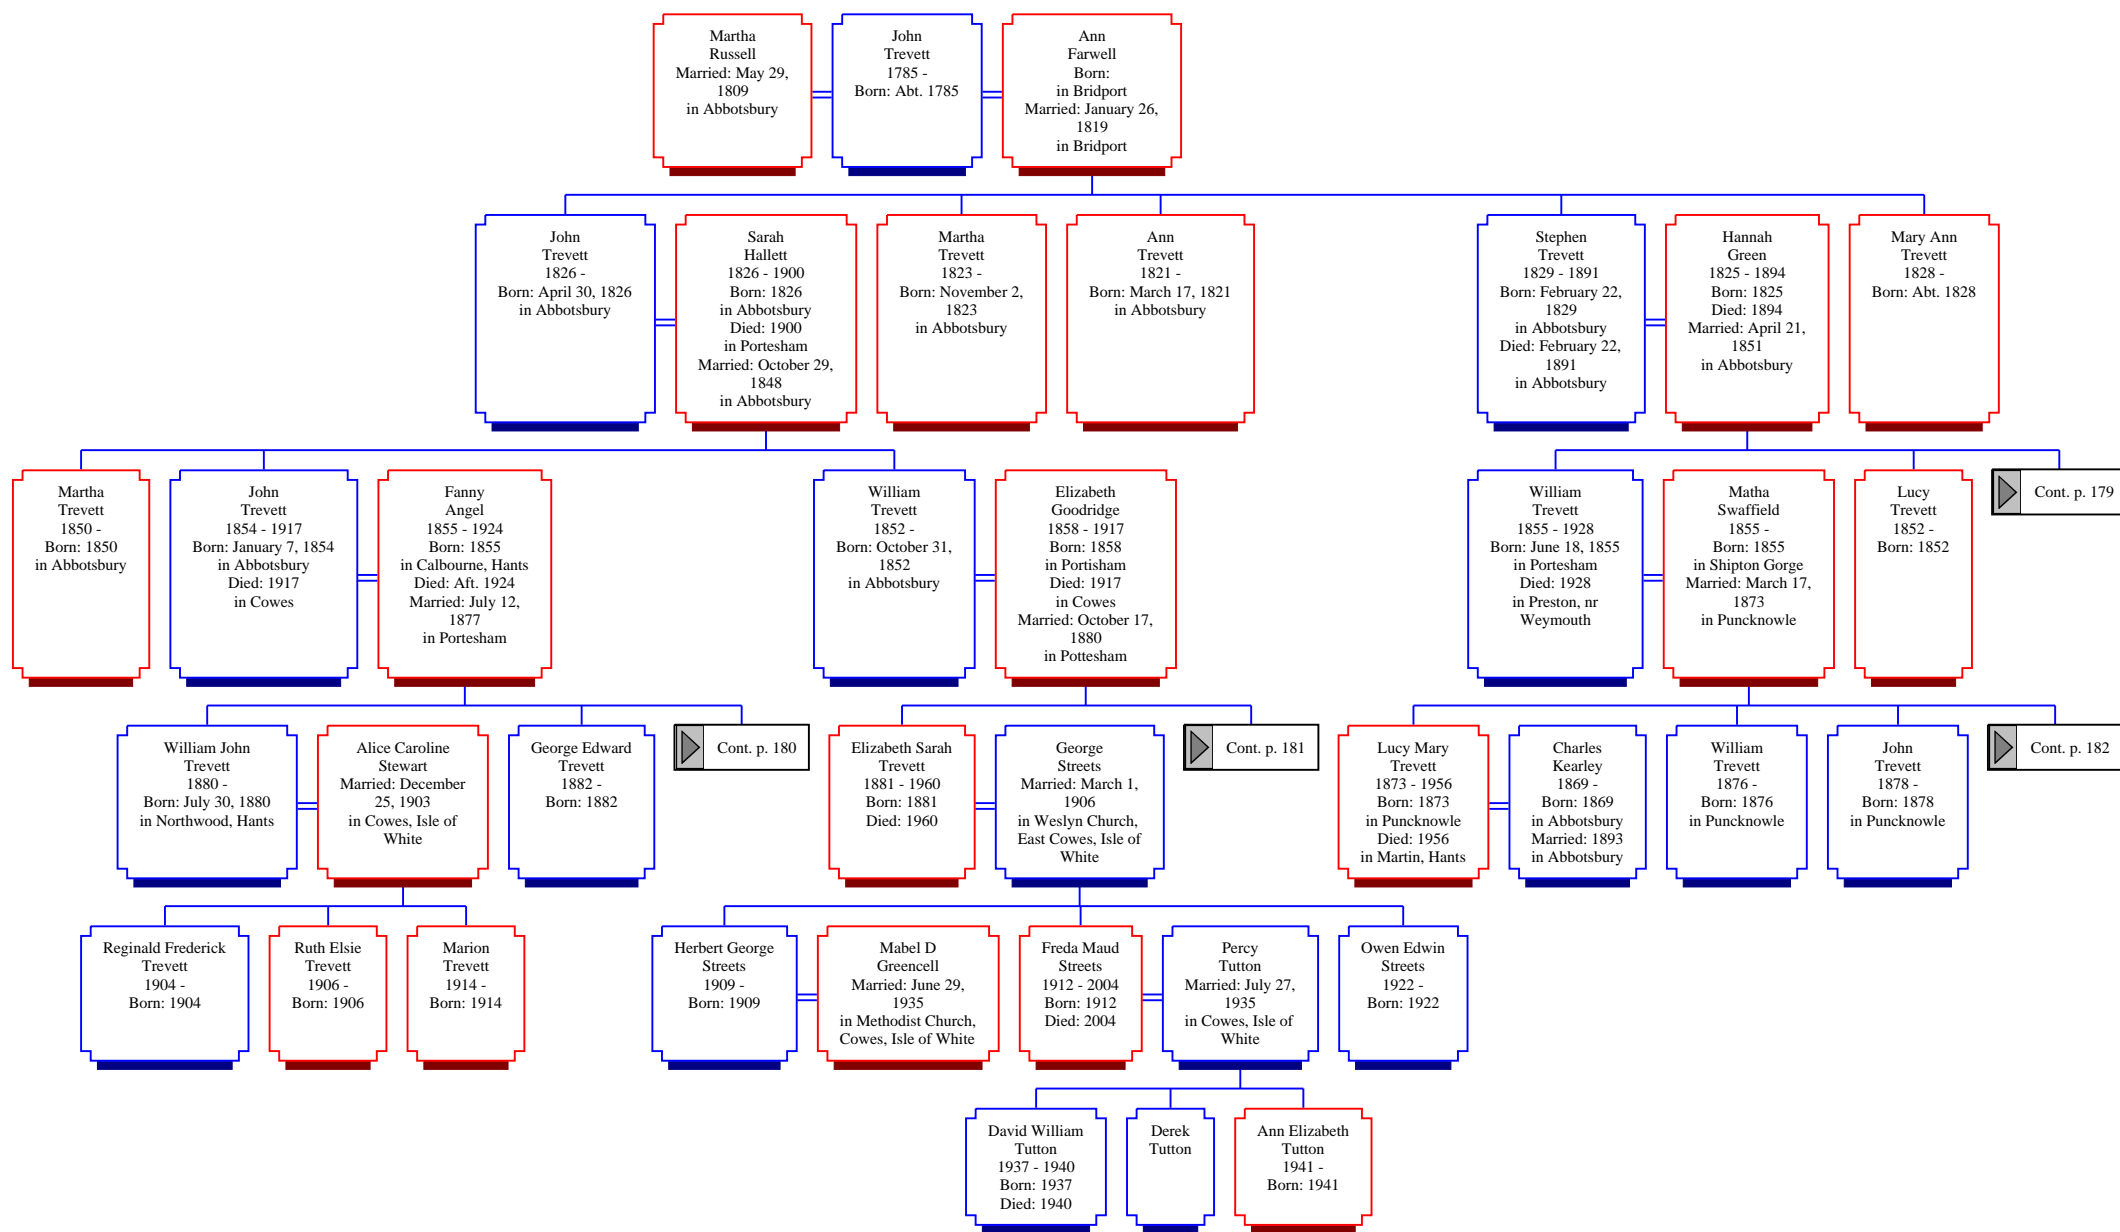 Martha
Russell
Married: May 29,
1809
in Abbotsbury
John
Trevett
1785 -
Born: Abt. 1785
Ann
Farwell
Born:
in Bridport
Married: January 26,
1819
in Bridport
John
Trevett
1826 -
Born: April 30, 1826
in Abbotsbury
Sarah
Hallett
1826 - 1900
Born: 1826
in Abbotsbury
Died: 1900
in Portesham
Married: October 29,
1848
in Abbotsbury
Martha
Trevett
1823 -
Born: November 2,
1823
in Abbotsbury
Ann
Trevett
1821 -
Born: March 17, 1821
in Abbotsbury
Stephen
Trevett
1829 - 1891
Born: February 22,
1829
in Abbotsbury
Died: February 22,
1891
in Abbotsbury
Hannah
Green
1825 - 1894
Born: 1825
Died: 1894
Married: April 21,
1851
in Abbotsbury
Mary Ann
Trevett
1828 -
Born: Abt. 1828
Martha
Trevett
1850 -
Born: 1850
in Abbotsbury
John
Trevett
1854 - 1917
Born: January 7, 1854
in Abbotsbury
Died: 1917
in Cowes
Fanny
Angel
1855 - 1924
Born: 1855
in Calbourne, Hants
Died: Aft. 1924
Married: July 12,
1877
in Portesham
William
Trevett
1852 -
Born: October 31,
1852
in Abbotsbury
Elizabeth
Goodridge
1858 - 1917
Born: 1858
in Portisham
Died: 1917
in Cowes
Married: October 17,
1880
in Pottesham
William
Trevett
1855 - 1928
Born: June 18, 1855
in Portesham
Died: 1928
in Preston, nr
Weymouth
Matha
Swaffield
1855 -
Born: 1855
in Shipton Gorge
Married: March 17,
1873
in Puncknowle
Lucy
Trevett
1852 -
Born: 1852
Cont. p. 179
William John
Trevett
1880 -
Born: July 30, 1880
in Northwood, Hants
Alice Caroline
Stewart
Married: December
25, 1903
in Cowes, Isle of
White
George Edward
Trevett
1882 -
Born: 1882
Cont. p. 180
Elizabeth Sarah
Trevett
1881 - 1960
Born: 1881
Died: 1960
George
Streets
Married: March 1,
1906
in Weslyn Church,
East Cowes, Isle of
White
Cont. p. 181
Lucy Mary
Trevett
1873 - 1956
Born: 1873
in Puncknowle
Died: 1956
in Martin, Hants
Charles
Kearley
1869 -
Born: 1869
in Abbotsbury
Married: 1893
in Abbotsbury
William
Trevett
1876 -
Born: 1876
in Puncknowle
John
Trevett
1878 -
Born: 1878
in Puncknowle
Cont. p. 182
Reginald Frederick
Trevett
1904 -
Born: 1904
Ruth Elsie
Trevett
1906 -
Born: 1906
Marion
Trevett
1914 -
Born: 1914
Herbert George
Streets
1909 -
Born: 1909
Mabel D
Greencell
Married: June 29,
1935
in Methodist Church,
Cowes, Isle of White
Freda Maud
Streets
1912 - 2004
Born: 1912
Died: 2004
Percy
Tutton
Married: July 27,
1935
in Cowes, Isle of
White
Owen Edwin
Streets
1922 -
Born: 1922
David William
Tutton
1937 - 1940
Born: 1937
Died: 1940
Derek
Tutton
Ann Elizabeth
Tutton
1941 -
Born: 1941